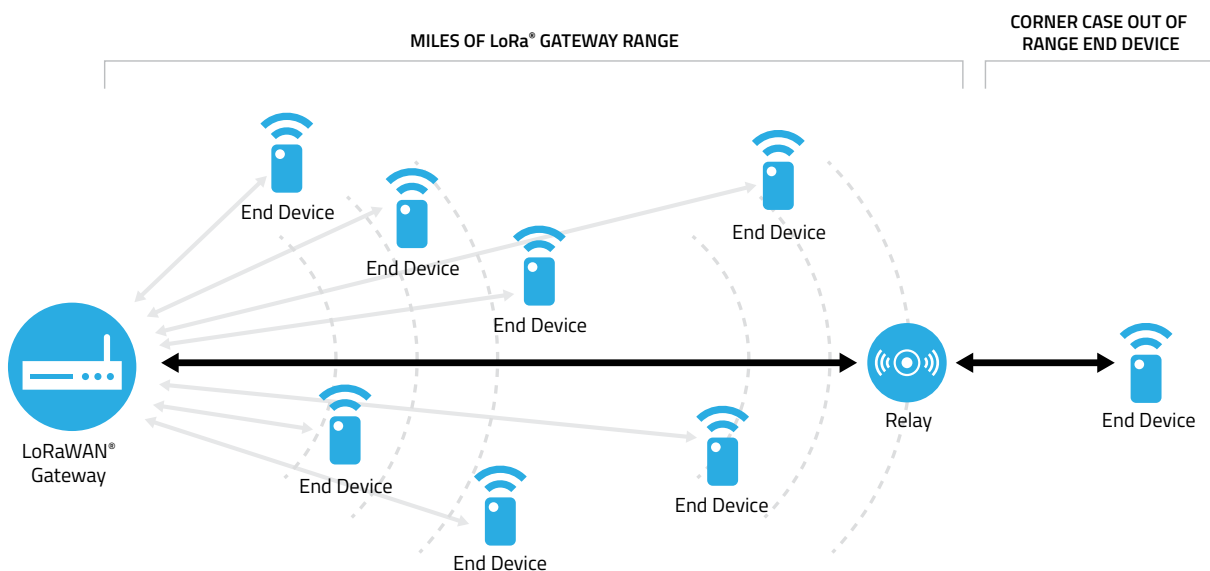 MILES OF LoRa® GATEWAY RANGE
CORNER CASE OUT OF
RANGE END DEVICE
End Device
End Device
End Device
End Device
LoRaWAN®
Gateway
End Device
End Device
End Device
Relay
End Device